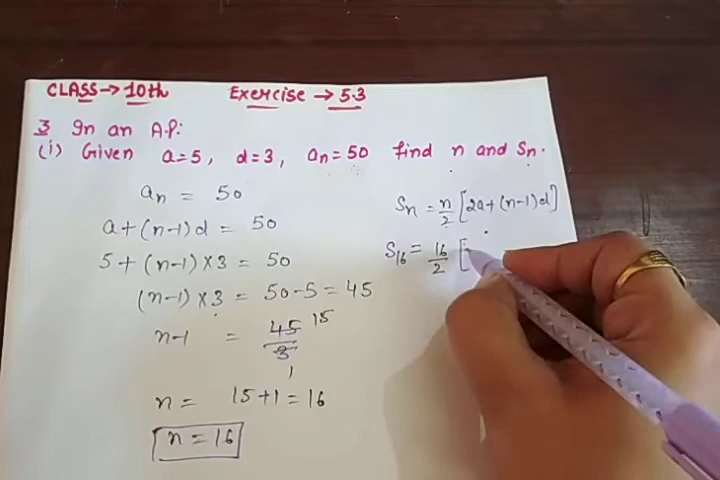 CLASS→10th Exercise →5.3
3 In an A.P:
(i) Given a=5, d=3, an=50 find n and Sn.
an = 50
a+(n-1)d = 50
5+(n-1)×3 = 50
(n-1)×3 = 50-5=45
n-1 = 45/3 15
1
n= 15+1=16
n=16
Sn = n/2 [2a+(n-1)d]
S16 = 16/2 [